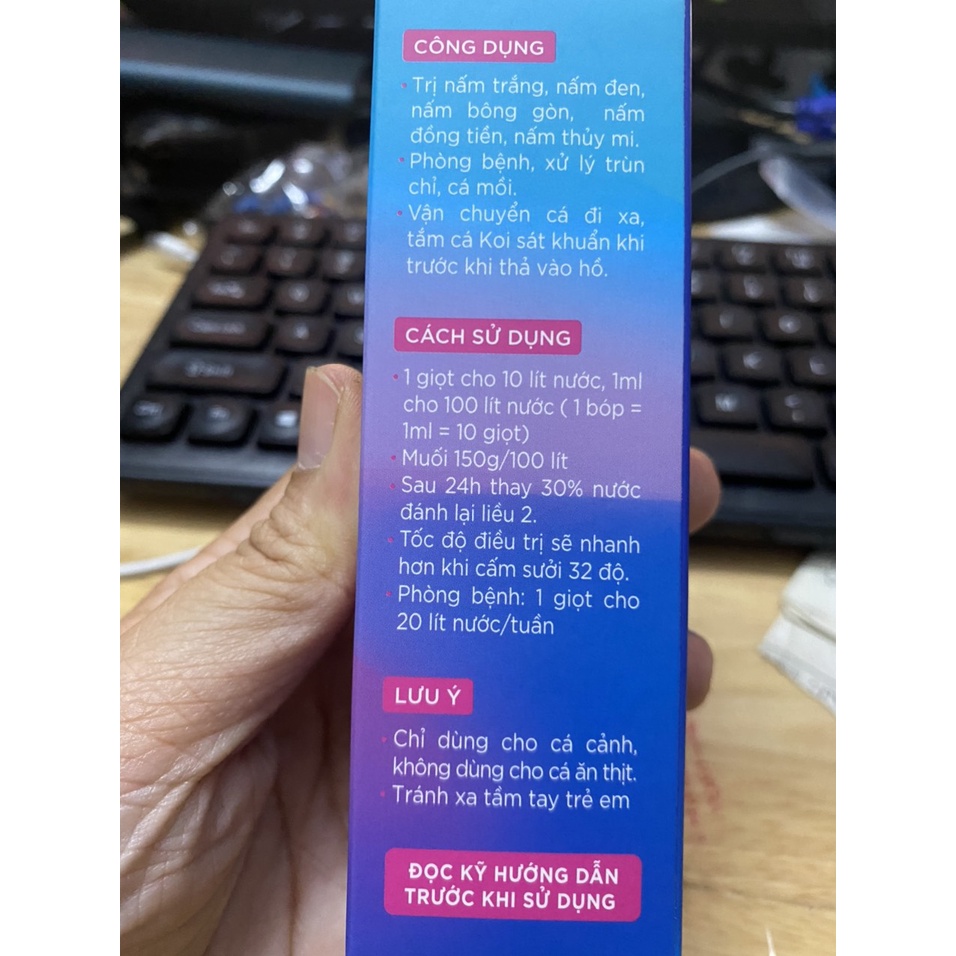 CÔNG DỤNG
• Trị nấm trắng, nấm đen,
nấm bông gòn, nấm
đồng tiền, nấm thủy mi.
• Phòng bệnh, xử lý trùn
chỉ, cá mồi.
• Vận chuyển cá đi xa,
tắm cá Koi sát khuẩn khi
trước khi thả vào hồ.
CÁCH SỬ DỤNG
• 1 giọt cho 10 lít nước, 1ml
cho 100 lít nước ( 1 bóp =
1ml = 10 giọt)
• Muối 150g/100 lít
• Sau 24h thay 30% nước
đánh lại liều 2.
• Tốc độ điều trị sẽ nhanh
hơn khi cắm sưởi 32 độ.
• Phòng bệnh: 1 giọt cho
20 lít nước/tuần
LƯU Ý
• Chỉ dùng cho cá cảnh,
không dùng cho cá ăn thịt.
• Tránh xa tầm tay trẻ em
ĐỌC KỸ HƯỚNG DẪN
TRƯỚC KHI SỬ DỤNG